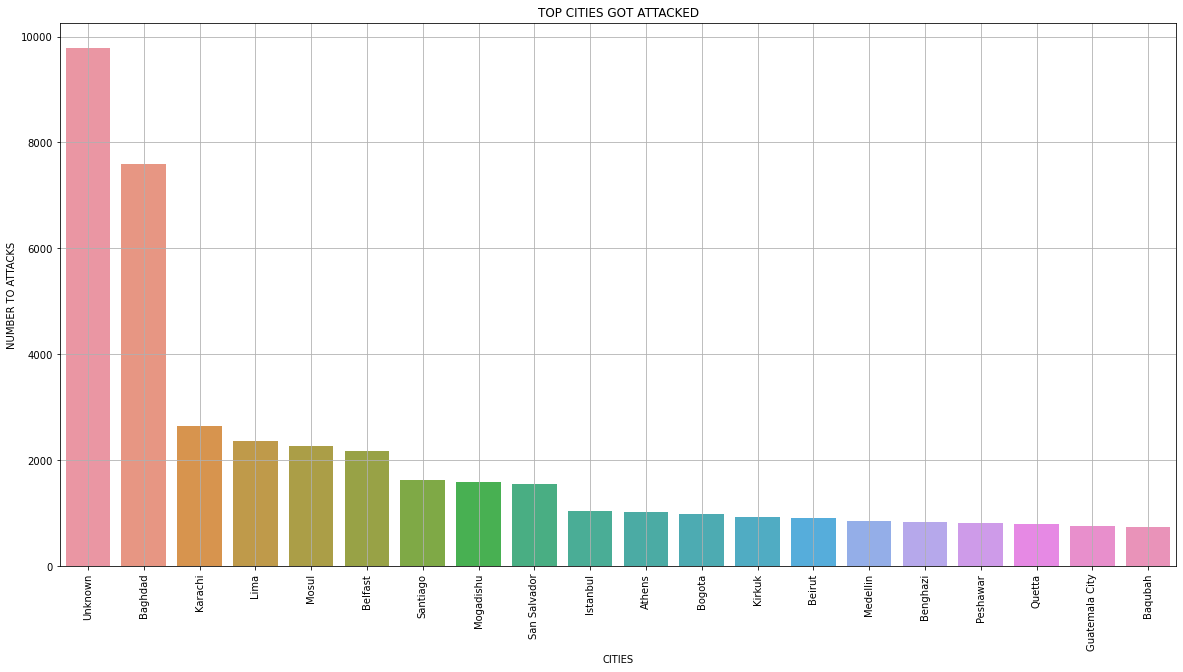 TOP CITIES GOT ATTACKED
NUMBER TO ATTACKS
10000
8000
6000
4000
2000
0
Unknown
Baghdad
Karachi
Lima
Mosul
Belfast
Santiago
Mogadishu
San Salvador
Istanbul
Athens
Bogota
Kirkuk
Beirut
Medellin
Benghazi
Peshawar
Quetta
Guatemala City
Baqubah
CITIES